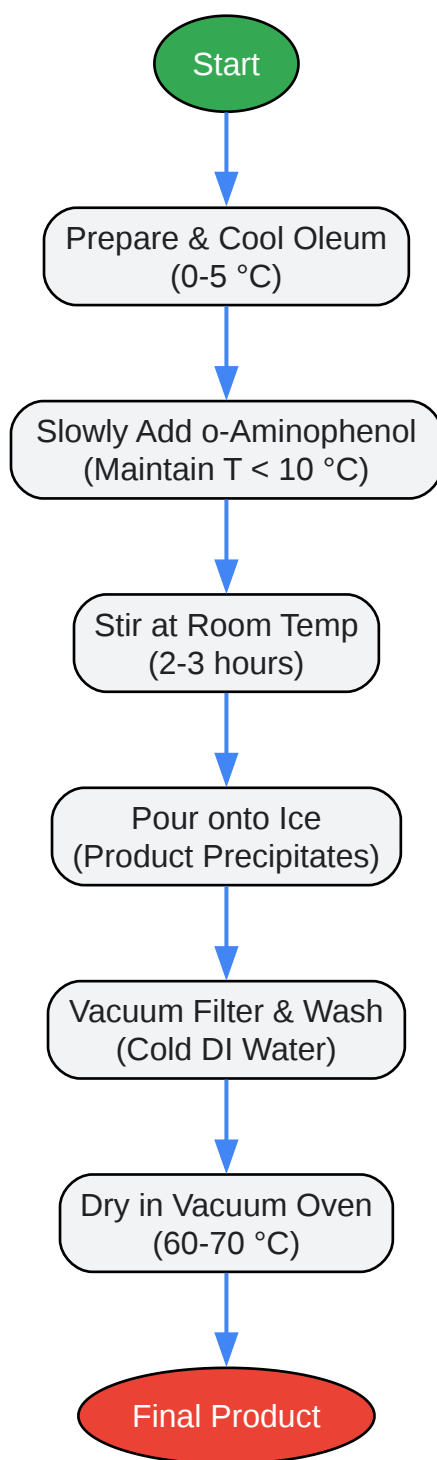 Start
Prepare & Cool Oleum
(0-5 °C)
Slowly Add o-Aminophenol
(Maintain T < 10 °C)
Stir at Room Temp
(2-3 hours)
Pour onto Ice
(Product Precipitates)
Vacuum Filter & Wash
(Cold DI Water)
Dry in Vacuum Oven
(60-70 °C)
Final Product